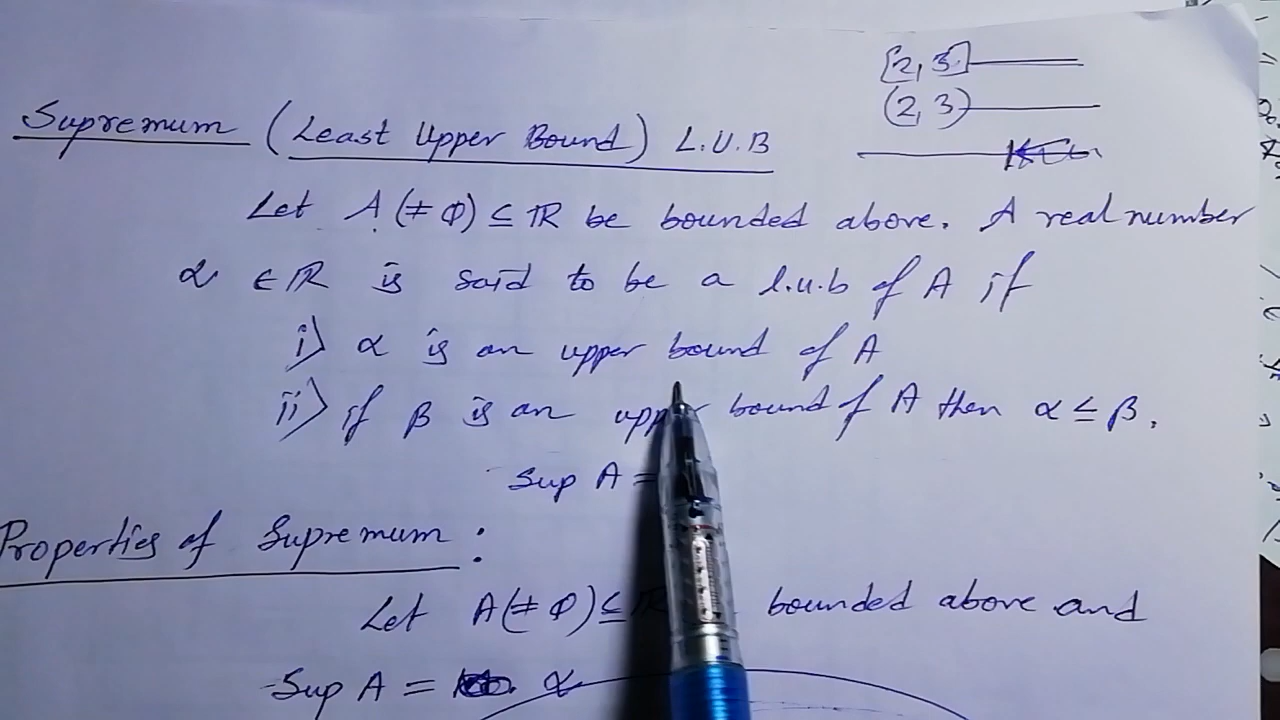 [2, 3]
(2, 3)
Supremum (Least Upper Bound) L.U.B
Let A (≠ Φ) ⊆ ℝ be bounded above. A real number
α ∈ ℝ is said to be a l.u.b of A if
i) α is an upper bound of A
ii) if β is an upper bound of A then α ≤ β.
Sup A =
Properties of Supremum :
Let A (≠ Φ) ⊆ ℝ bounded above and
Sup A = α